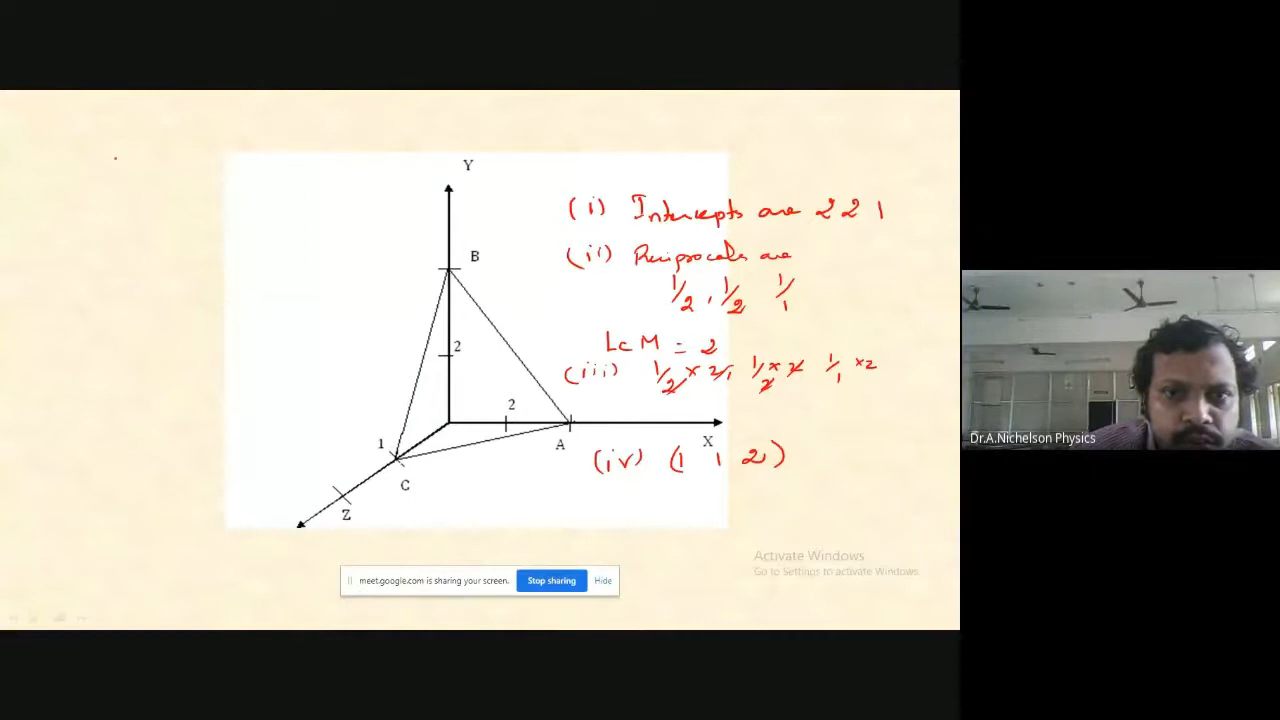 Y
(i) Intercepts are 2 2 1
B
(ii) Reciprocals are
1/2, 1/2 1/1
LCM = 2
2
(iii) 1/2 × 2/1 1/2 × 2 1/1 × 2
2
1
A
X
Dr.A.Nichelson Physics
(iv) (1 1 2)
C
Z
Activate Windows
Go to Settings to activate Windows.
meet.google.com is sharing your screen. Stop sharing Hide